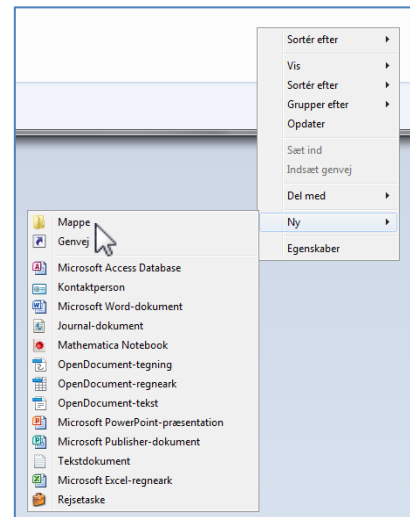 Sortér efter
Vis
Sortér efter
Grupper efter
Opdater
Sæt ind
Indsæt genvej
Del med
Ny
Egenskaber
Mappe
Genvej
Microsoft Access Database
Kontaktperson
Microsoft Word-dokument
Journal-dokument
Mathematica Notebook
OpenDocument-tegning
OpenDocument-regneark
OpenDocument-tekst
Microsoft PowerPoint-præsentation
Microsoft Publisher-dokument
Tekstdokument
Microsoft Excel-regneark
Rejsetaske